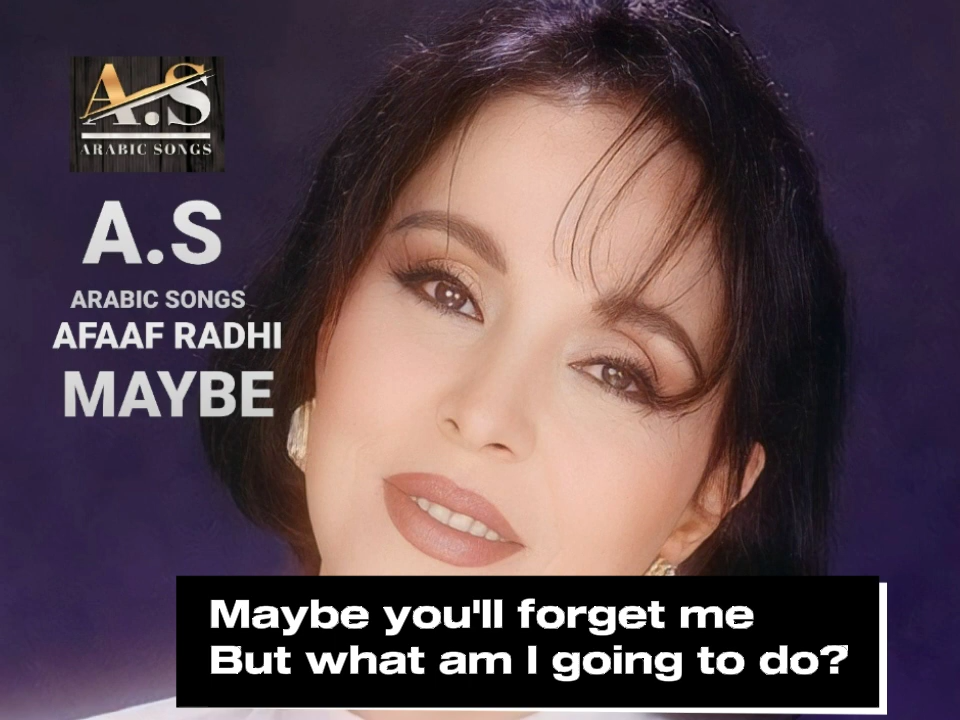 A.S
ARABIC SONGS
A.S
ARABIC SONGS
AFAAF RADHI
MAYBE
Maybe you'll forget me
But what am I going to do?